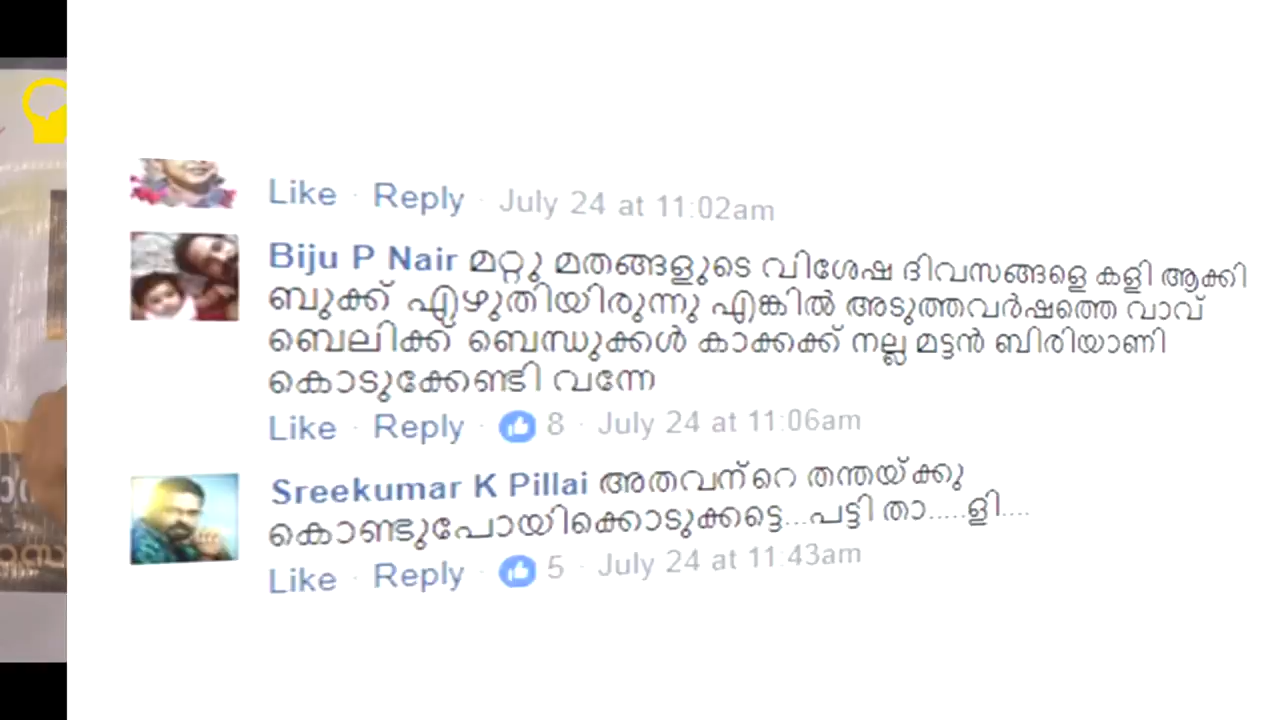 Like · Reply · July 24 at 11:02am
Biju P Nair മറ്റു മതങ്ങളുടെ വിശേഷ ദിവസങ്ങളെ കളി ആക്കി
ബുക്ക് എഴുതിയിരുന്നു എങ്കിൽ അടുത്തവർഷത്തെ വാവ്
ബെലിക്ക് ബെന്ധുക്കൾ കാക്കക്ക് നല്ല മട്ടൻ ബിരിയാണി
കൊടുക്കേണ്ടി വന്നേ
Like · Reply · 8 · July 24 at 11:06am
Sreekumar K Pillai അതവന്റെ തന്തയ്ക്കു
കൊണ്ടുപോയിക്കൊടുക്കട്ടെ...പട്ടി താ.....ളി....
Like · Reply · 5 · July 24 at 11:43am